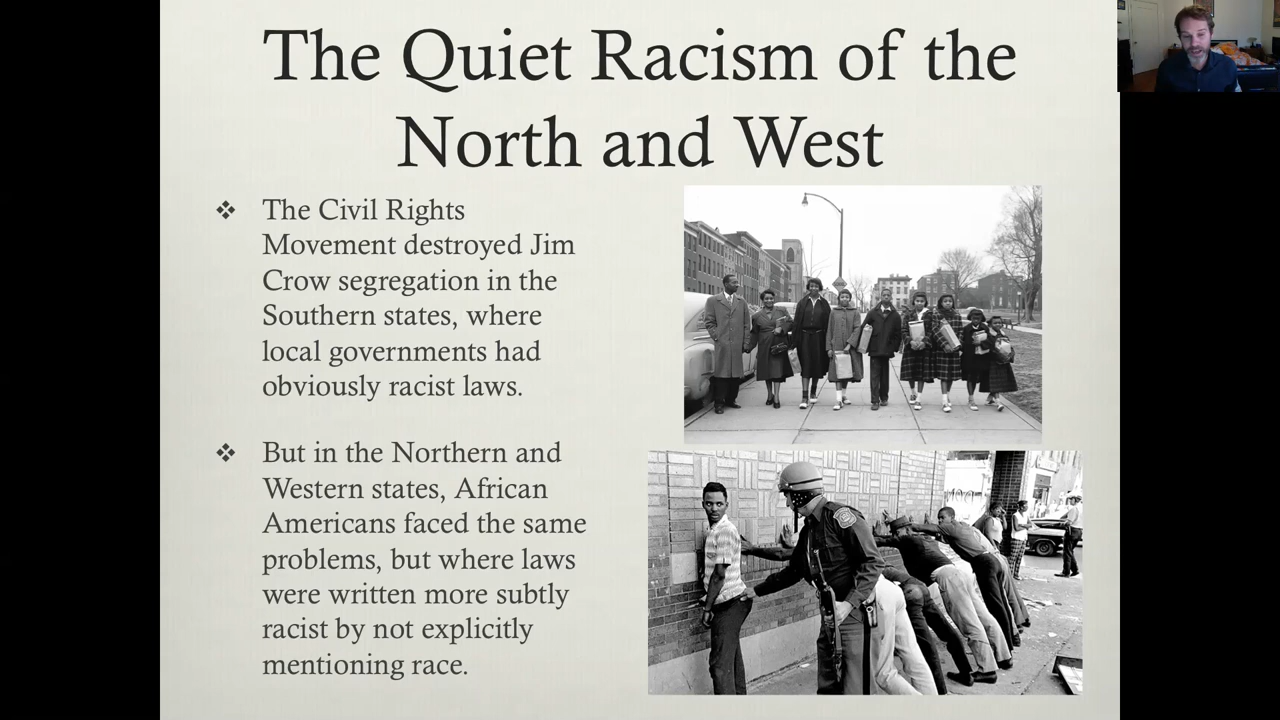 The Quiet Racism of the
North and West
❖ The Civil Rights
Movement destroyed Jim
Crow segregation in the
Southern states, where
local governments had
obviously racist laws.
❖ But in the Northern and
Western states, African
Americans faced the same
problems, but where laws
were written more subtly
racist by not explicitly
mentioning race.